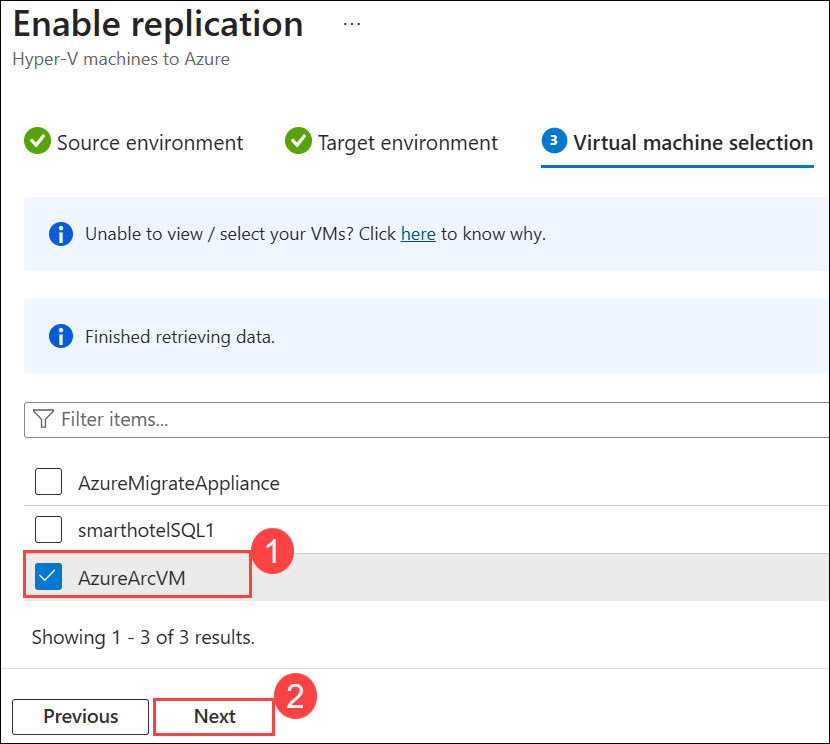 Enable replication ...
Hyper-V machines to Azure
Source environment Target environment 3 Virtual machine selection
Unable to view / select your VMs? Click here to know why.
Finished retrieving data.
Filter items...
AzureMigrateAppliance
smarthotelSQL1
1
AzureArcVM
Showing 1 - 3 of 3 results.
2
Previous Next